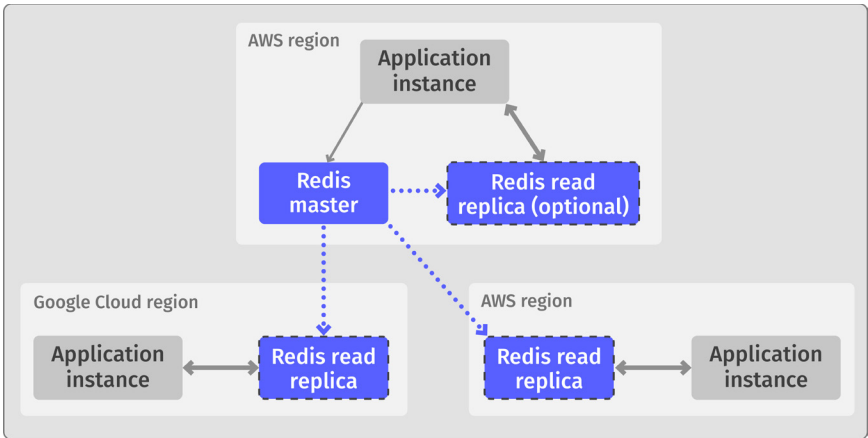 AWS region
Application
instance
Redis
master
Redis read
replica (optional)
Google Cloud region
Application
instance
Redis read
replica
AWS region
Redis read
replica
Application
instance